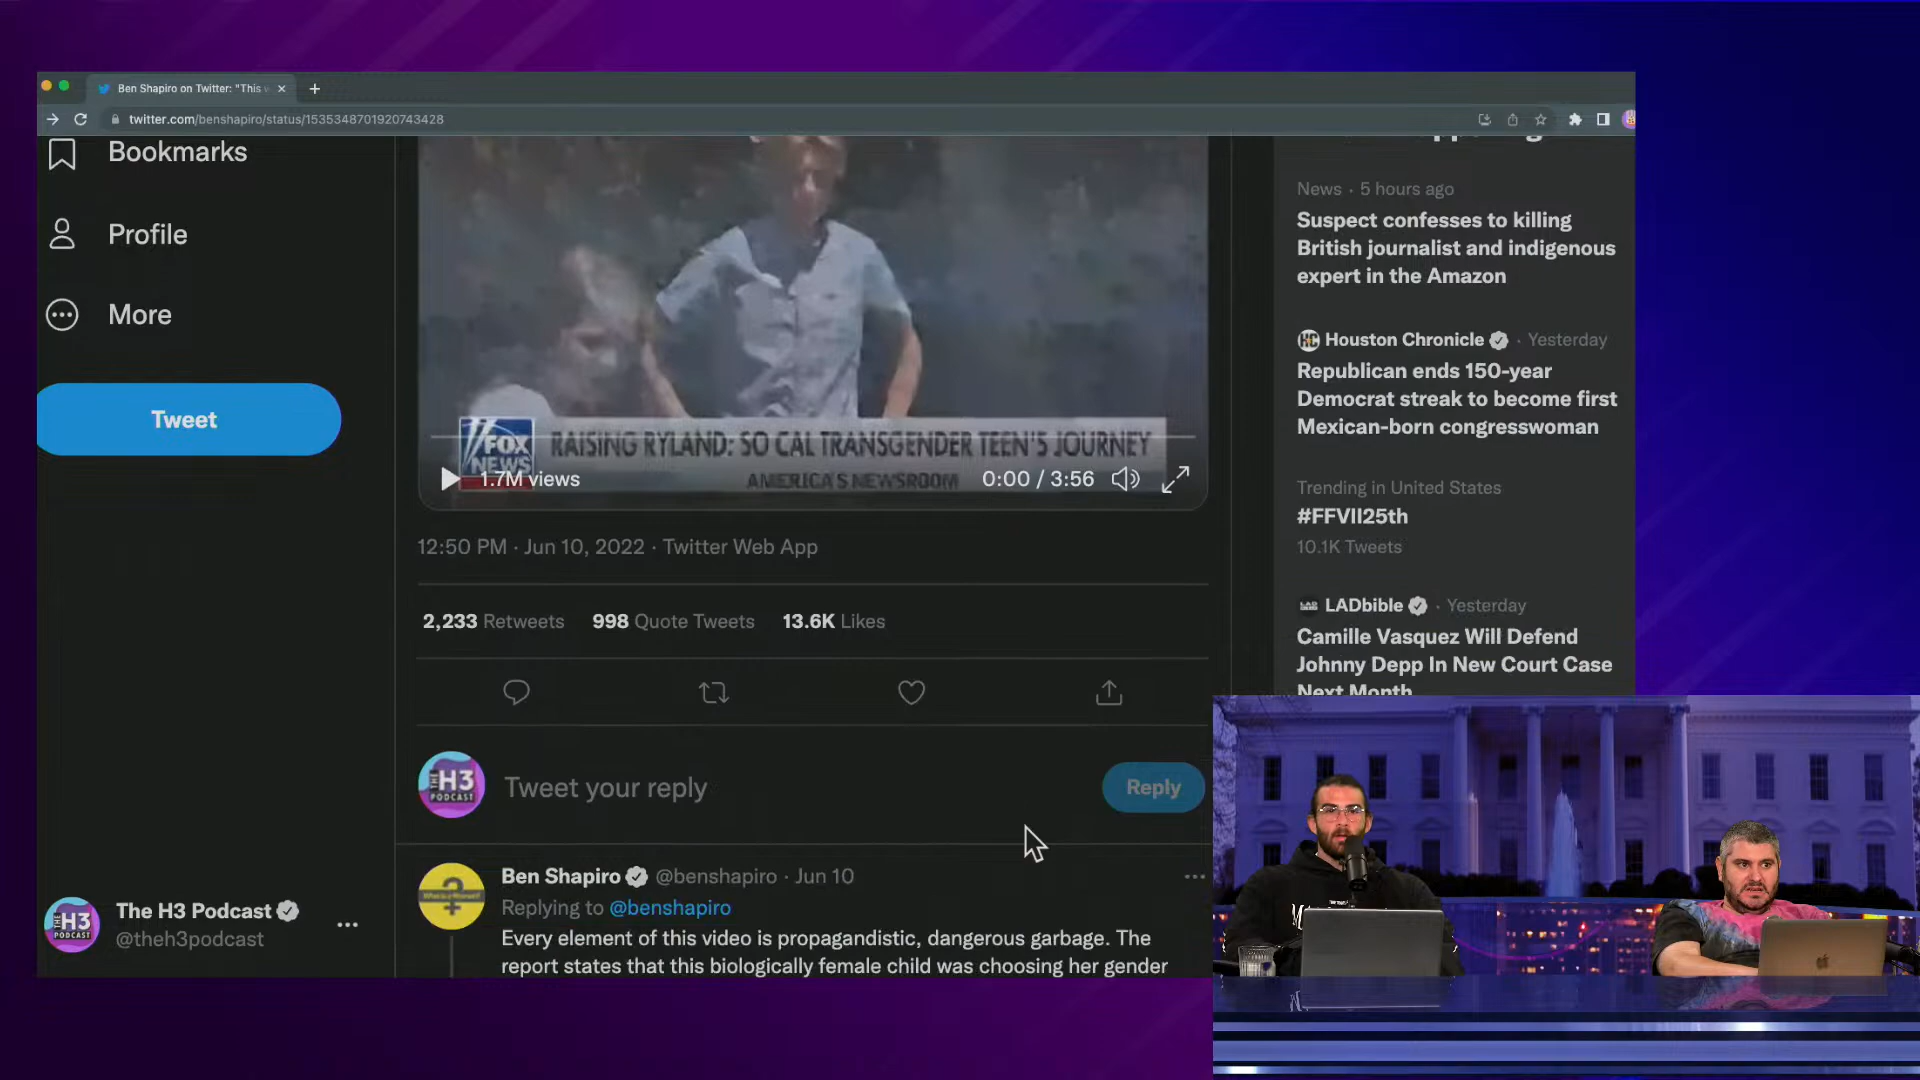 Ben Shapiro on Twitter: "This
twitter.com/benshapiro/status/1535348701920743428
Bookmarks
Profile
More
Tweet
The H3 Podcast
@theh3podcast
FOX
NEWS
RAISING RYLAND: SO CAL TRANSGENDER TEEN'S JOURNEY
AMERICA'S NEWSROOM
1.7M views
0:00 / 3:56
12:50 PM · Jun 10, 2022 · Twitter Web App
2,233 Retweets 998 Quote Tweets 13.6K Likes
THE H3 PODCAST
Tweet your reply
Reply
Ben Shapiro @benshapiro · Jun 10
Replying to @benshapiro
Every element of this video is propagandistic, dangerous garbage. The
report states that this biologically female child was choosing her gender
News · 5 hours ago
Suspect confesses to killing
British journalist and indigenous
expert in the Amazon
Houston Chronicle · Yesterday
Republican ends 150-year
Democrat streak to become first
Mexican-born congresswoman
Trending in United States
#FFVII25th
10.1K Tweets
LADbible · Yesterday
Camille Vasquez Will Defend
Johnny Depp In New Court Case
Next Month